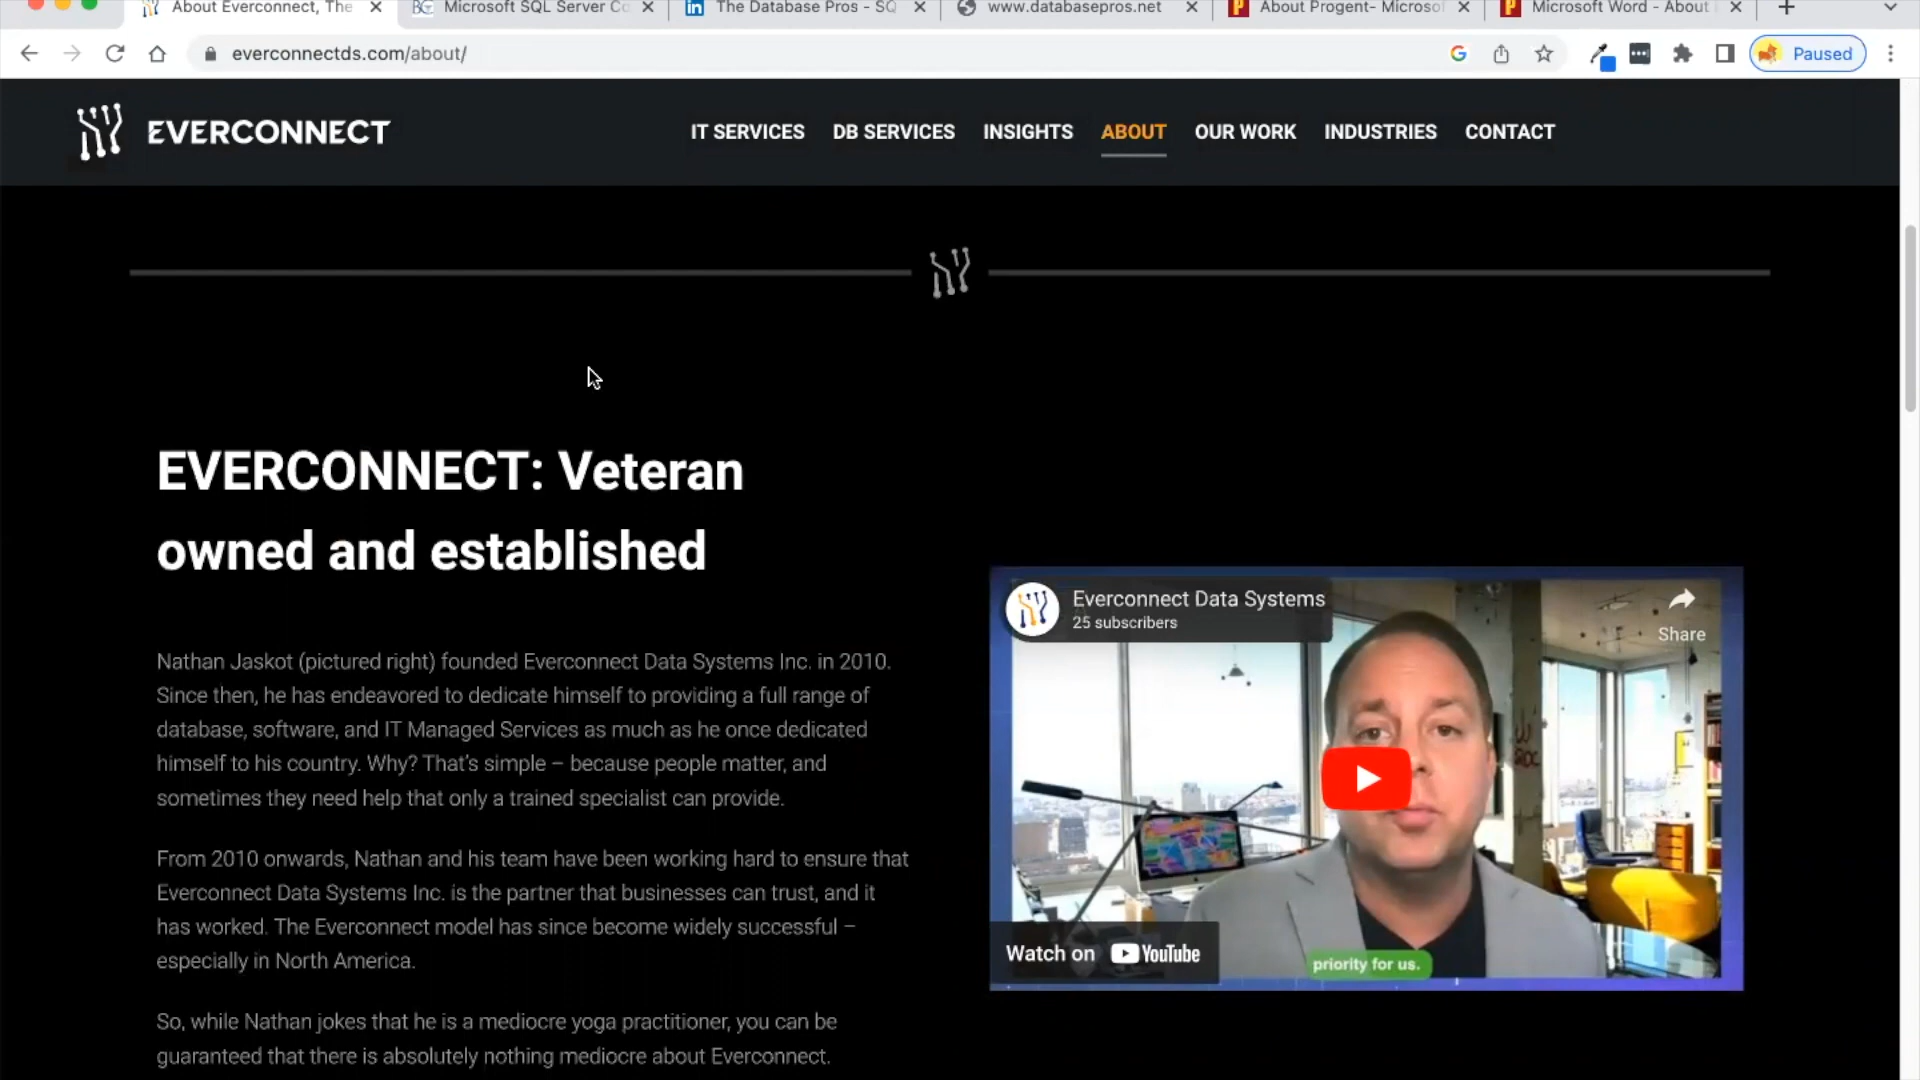 About Everconnect, The
Microsoft SQL Server Co
The Database Pros - SQ
www.databasepros.net
About Progent- Microsof
Microsoft Word - About
everconnectds.com/about/
Paused
EVERCONNECT
IT SERVICES
DB SERVICES
INSIGHTS
ABOUT
OUR WORK
INDUSTRIES
CONTACT
EVERCONNECT: Veteran
owned and established
Nathan Jaskot (pictured right) founded Everconnect Data Systems Inc. in 2010.
Since then, he has endeavored to dedicate himself to providing a full range of
database, software, and IT Managed Services as much as he once dedicated
himself to his country. Why? That's simple – because people matter, and
sometimes they need help that only a trained specialist can provide.
From 2010 onwards, Nathan and his team have been working hard to ensure that
Everconnect Data Systems Inc. is the partner that businesses can trust, and it
has worked. The Everconnect model has since become widely successful –
especially in North America.
So, while Nathan jokes that he is a mediocre yoga practitioner, you can be
guaranteed that there is absolutely nothing mediocre about Everconnect.
Everconnect Data Systems
25 subscribers
Share
Watch on YouTube
priority for us.